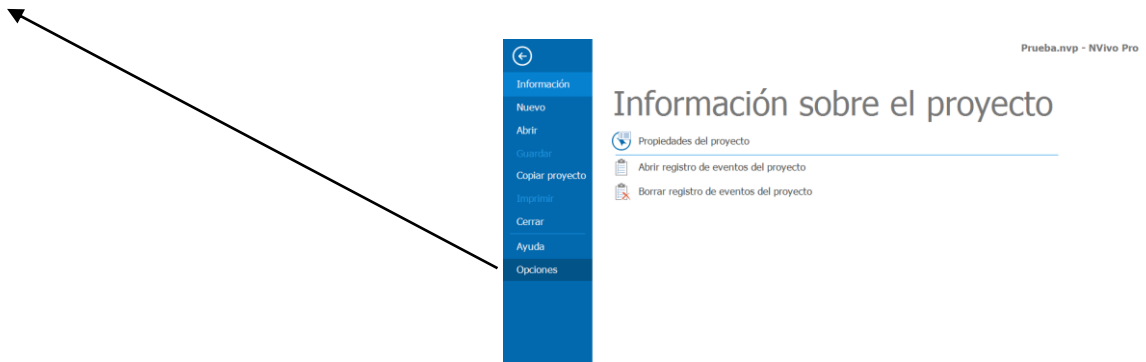 Prueba.nvp - NVivo Pro
Información
Nuevo
Abrir
Guardar
Copiar proyecto
Imprimir
Cerrar
Ayuda
Opciones
Información sobre el proyecto
Propiedades del proyecto
Abrir registro de eventos del proyecto
Borrar registro de eventos del proyecto